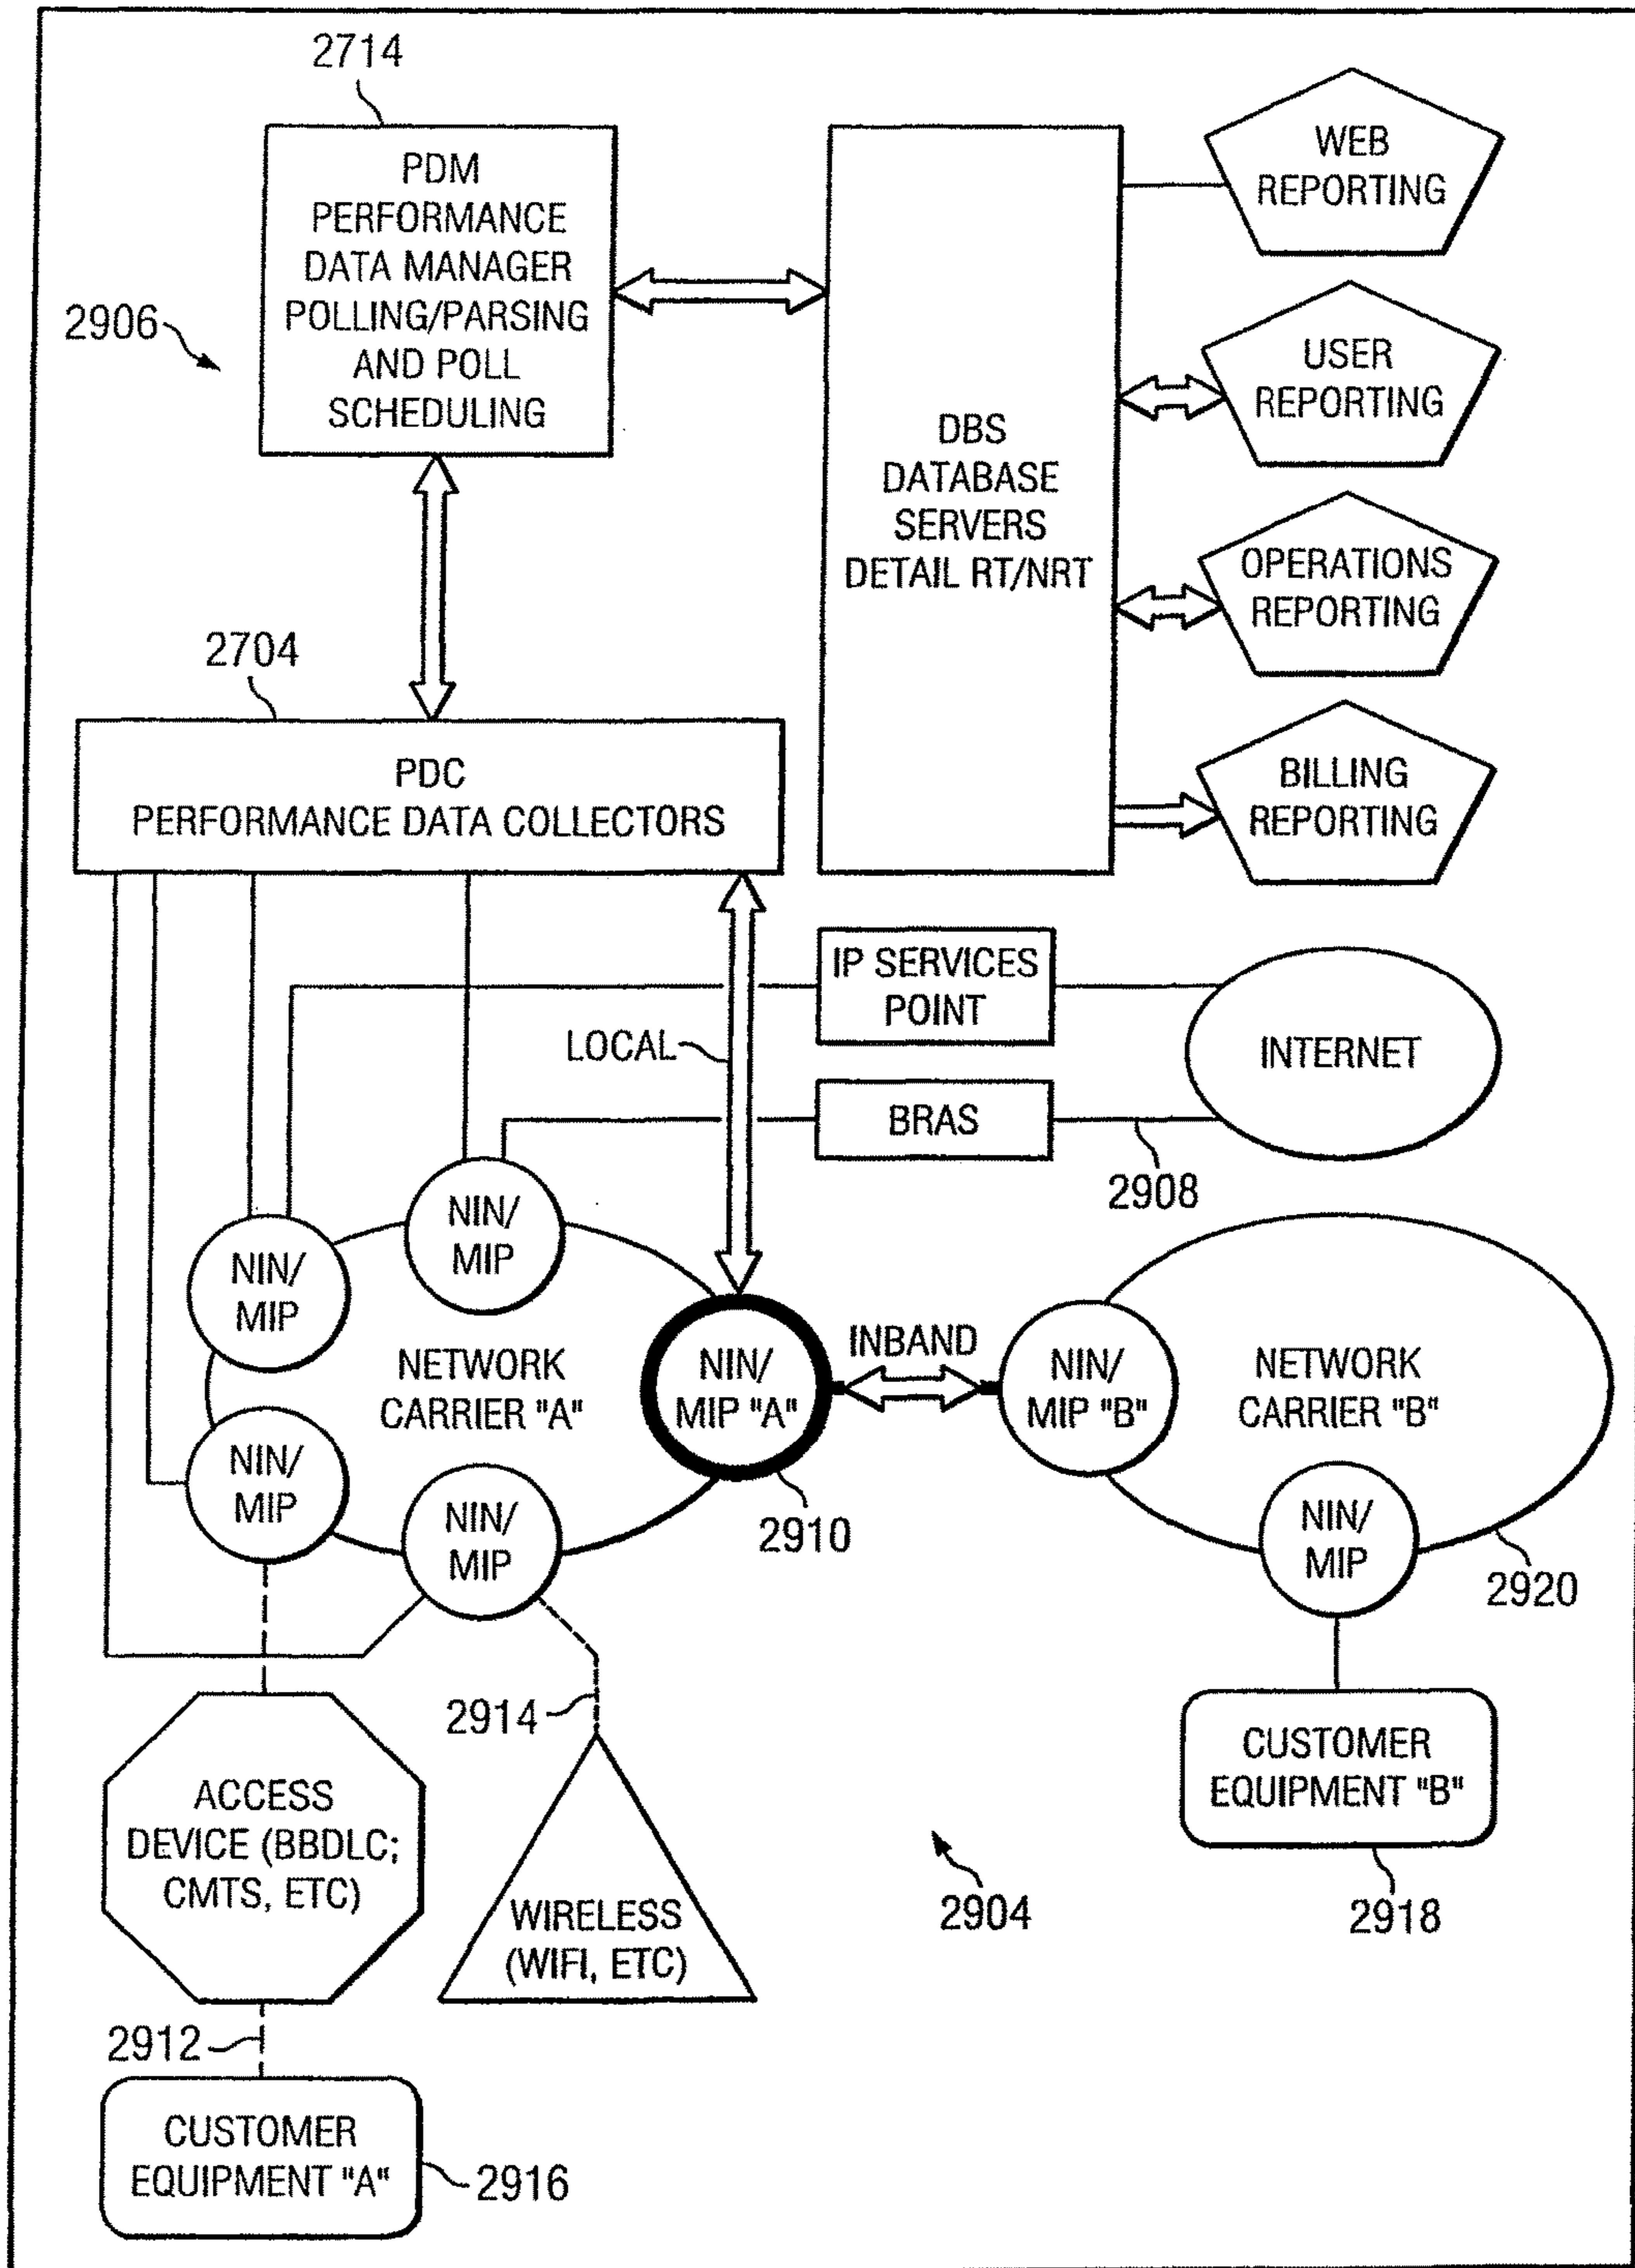 2714
PDM
PERFORMANCE
DATA MANAGER
POLLING/PARSING
AND POLL
SCHEDULING
2906
DBS
DATABASE
SERVERS
DETAIL RT/NRT
WEB
REPORTING
USER
REPORTING
OPERATIONS
REPORTING
BILLING
REPORTING
2704
PDC
PERFORMANCE DATA COLLECTORS
IP SERVICES
POINT
LOCAL
INTERNET
BRAS
2908
NIN/
MIP
NIN/
MIP
NETWORK
CARRIER "A"
NIN/
MIP "A"
INBAND
NIN/
MIP "B"
NETWORK
CARRIER "B"
NIN/
MIP
NIN/
MIP
2910
NIN/
MIP
2920
2914
ACCESS
DEVICE (BBDLC;
CMTS, ETC)
WIRELESS
(WIFI, ETC)
2904
CUSTOMER
EQUIPMENT "B"
2918
2912
CUSTOMER
EQUIPMENT "A"
2916